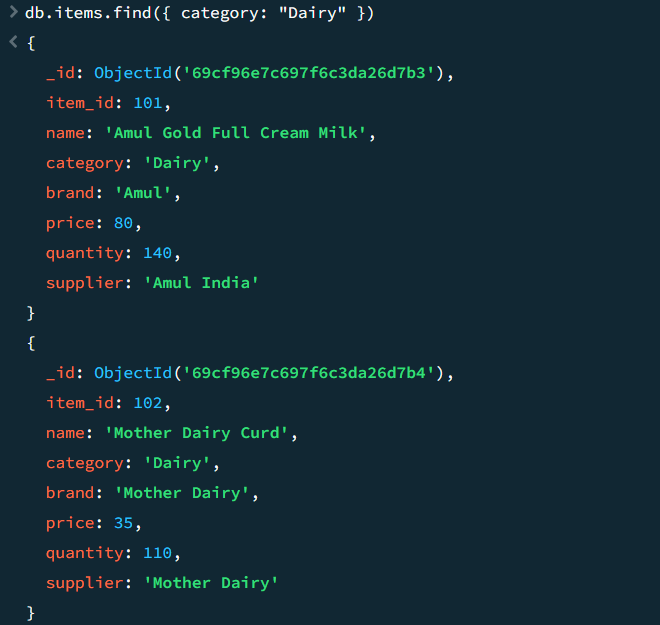 > db.items.find({ category: "Dairy" })
< {
_id: ObjectId('69cf96e7c697f6c3da26d7b3'),
item_id: 101,
name: 'Amul Gold Full Cream Milk',
category: 'Dairy',
brand: 'Amul',
price: 80,
quantity: 140,
supplier: 'Amul India'
}
{
_id: ObjectId('69cf96e7c697f6c3da26d7b4'),
item_id: 102,
name: 'Mother Dairy Curd',
category: 'Dairy',
brand: 'Mother Dairy',
price: 35,
quantity: 110,
supplier: 'Mother Dairy'
}